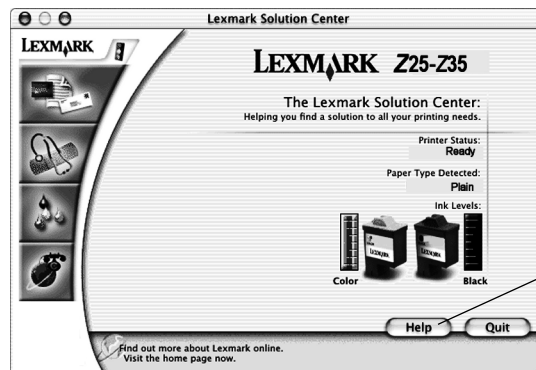 Lexmark Solution Center
LEXMARK
LEXMARK Z25-Z35
The Lexmark Solution Center:
Helping you find a solution to all your printing needs.
Printer Status:
Ready
Paper Type Detected:
Plain
Ink Levels:
Color
Black
Help
Quit
Find out more about Lexmark online.
Visit the home page now.